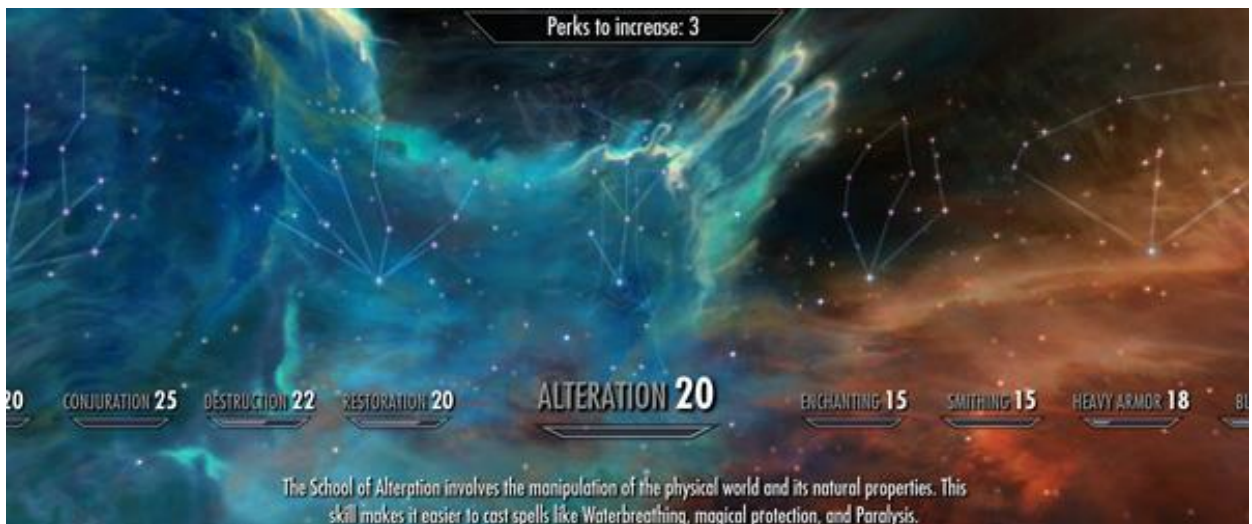 Perks to increase: 3
20 CONJURATION 25 DESTRUCTION 22 RESTORATION 20 ALTERATION 20 ENCHANTING 15 SMITHING 15 HEAVY ARMOR 18
The School of Alteration involves the manipulation of the physical world and its natural properties. This
skill makes it easier to cast spells like Waterbreathing, magical protection, and Paralysis.